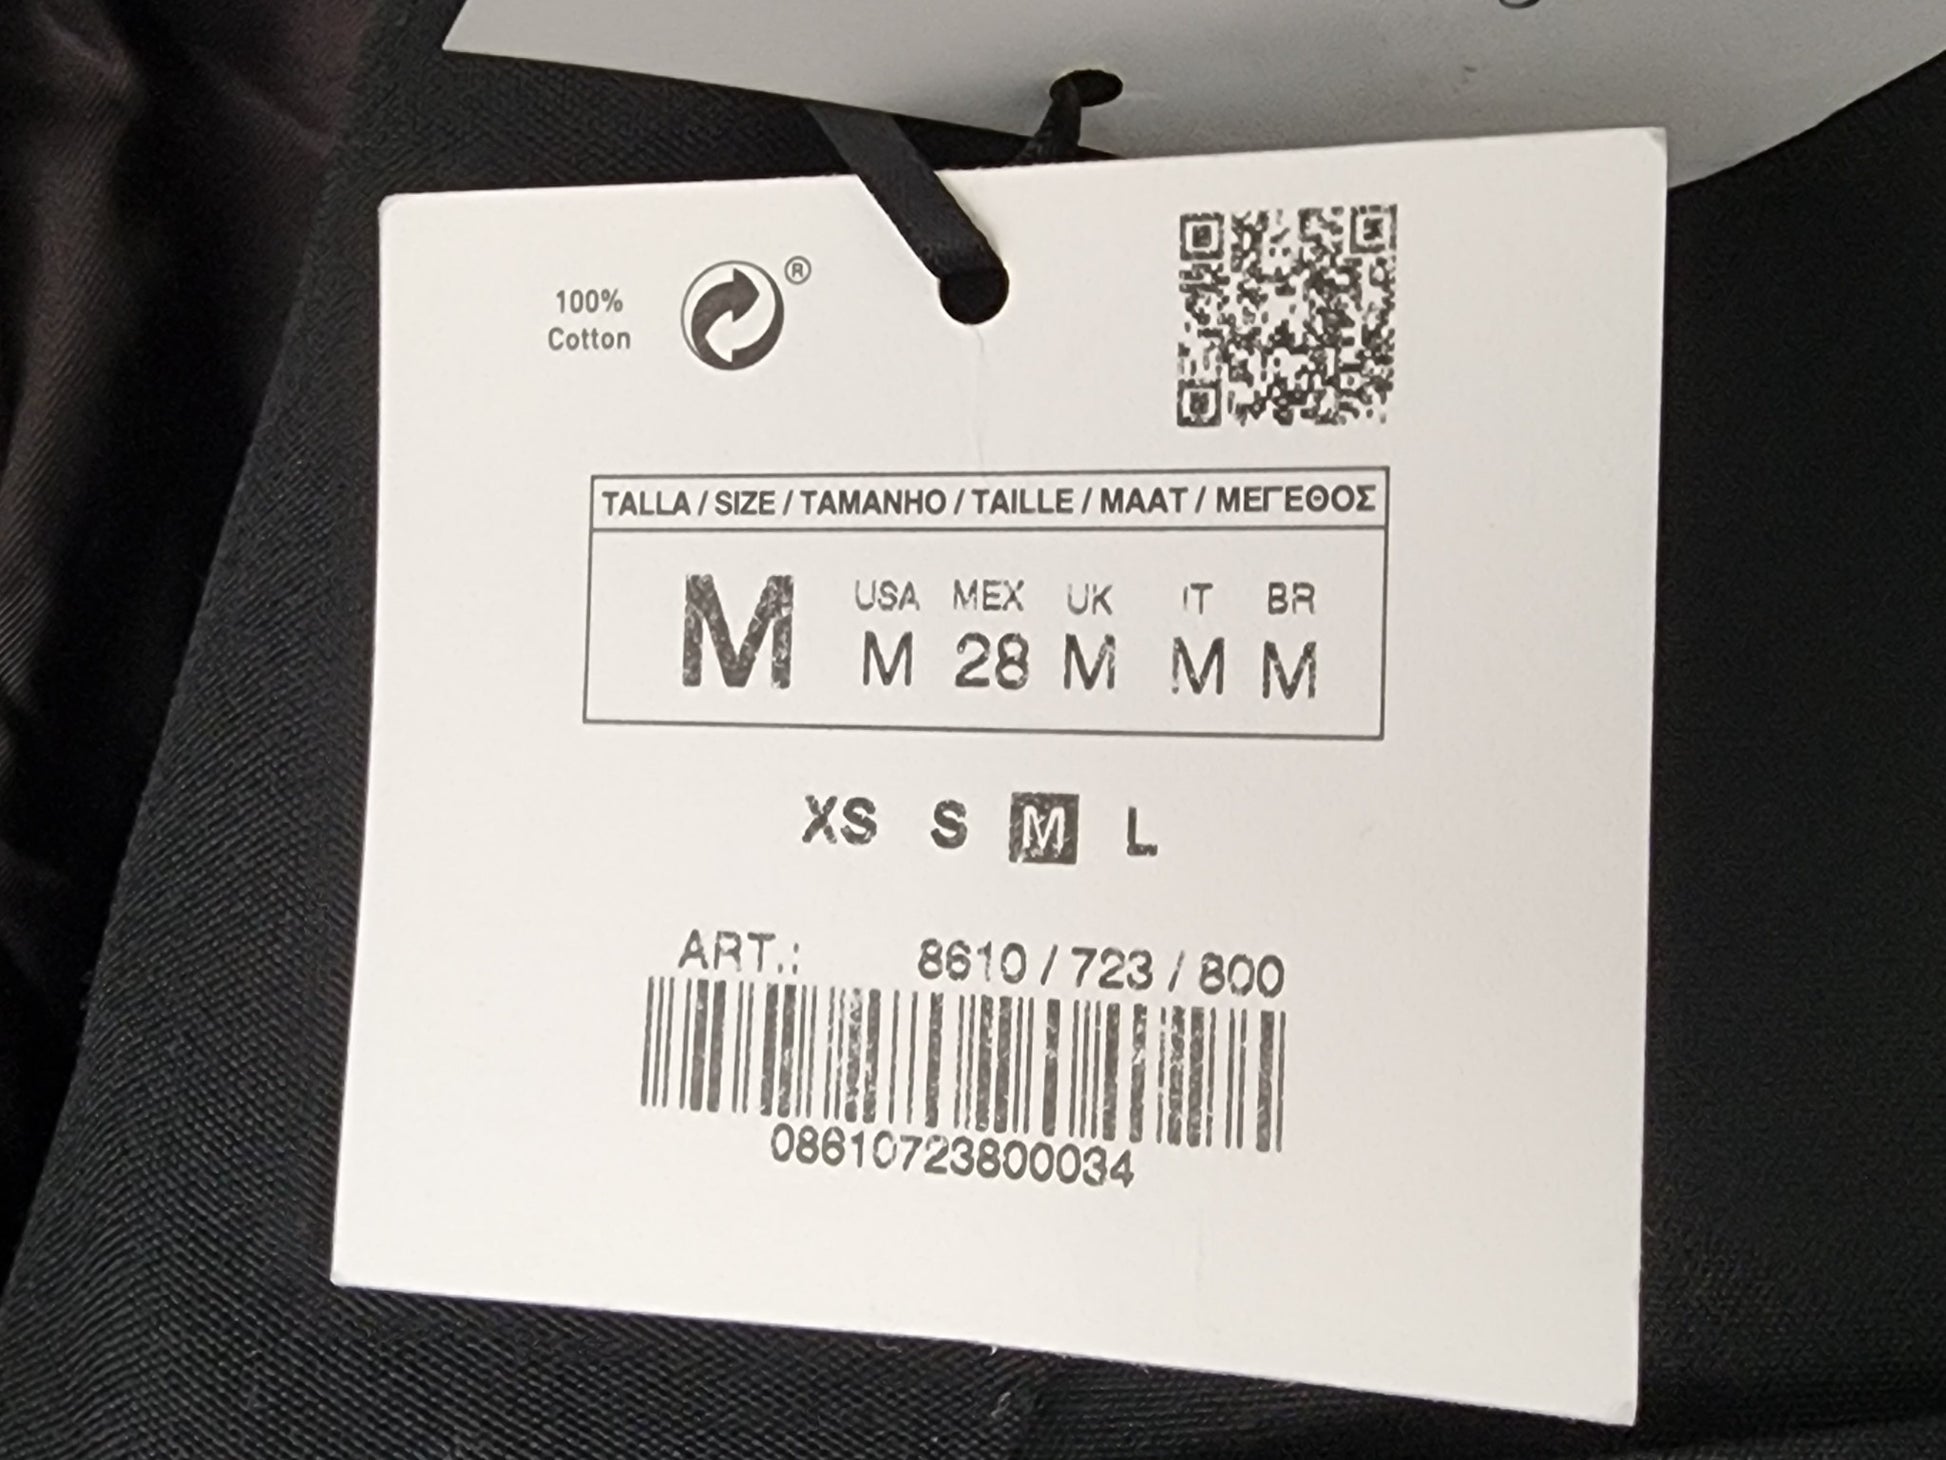 100%
Cotton
®
TALLA / SIZE / TAMANHO / TAILLE / MAAT / ΜΕΓΕΘΟΣ
M
USA MEX UK IT BR
M 28 M M M
XS S M L
ART.: 8610 / 723 / 800
08610723800034